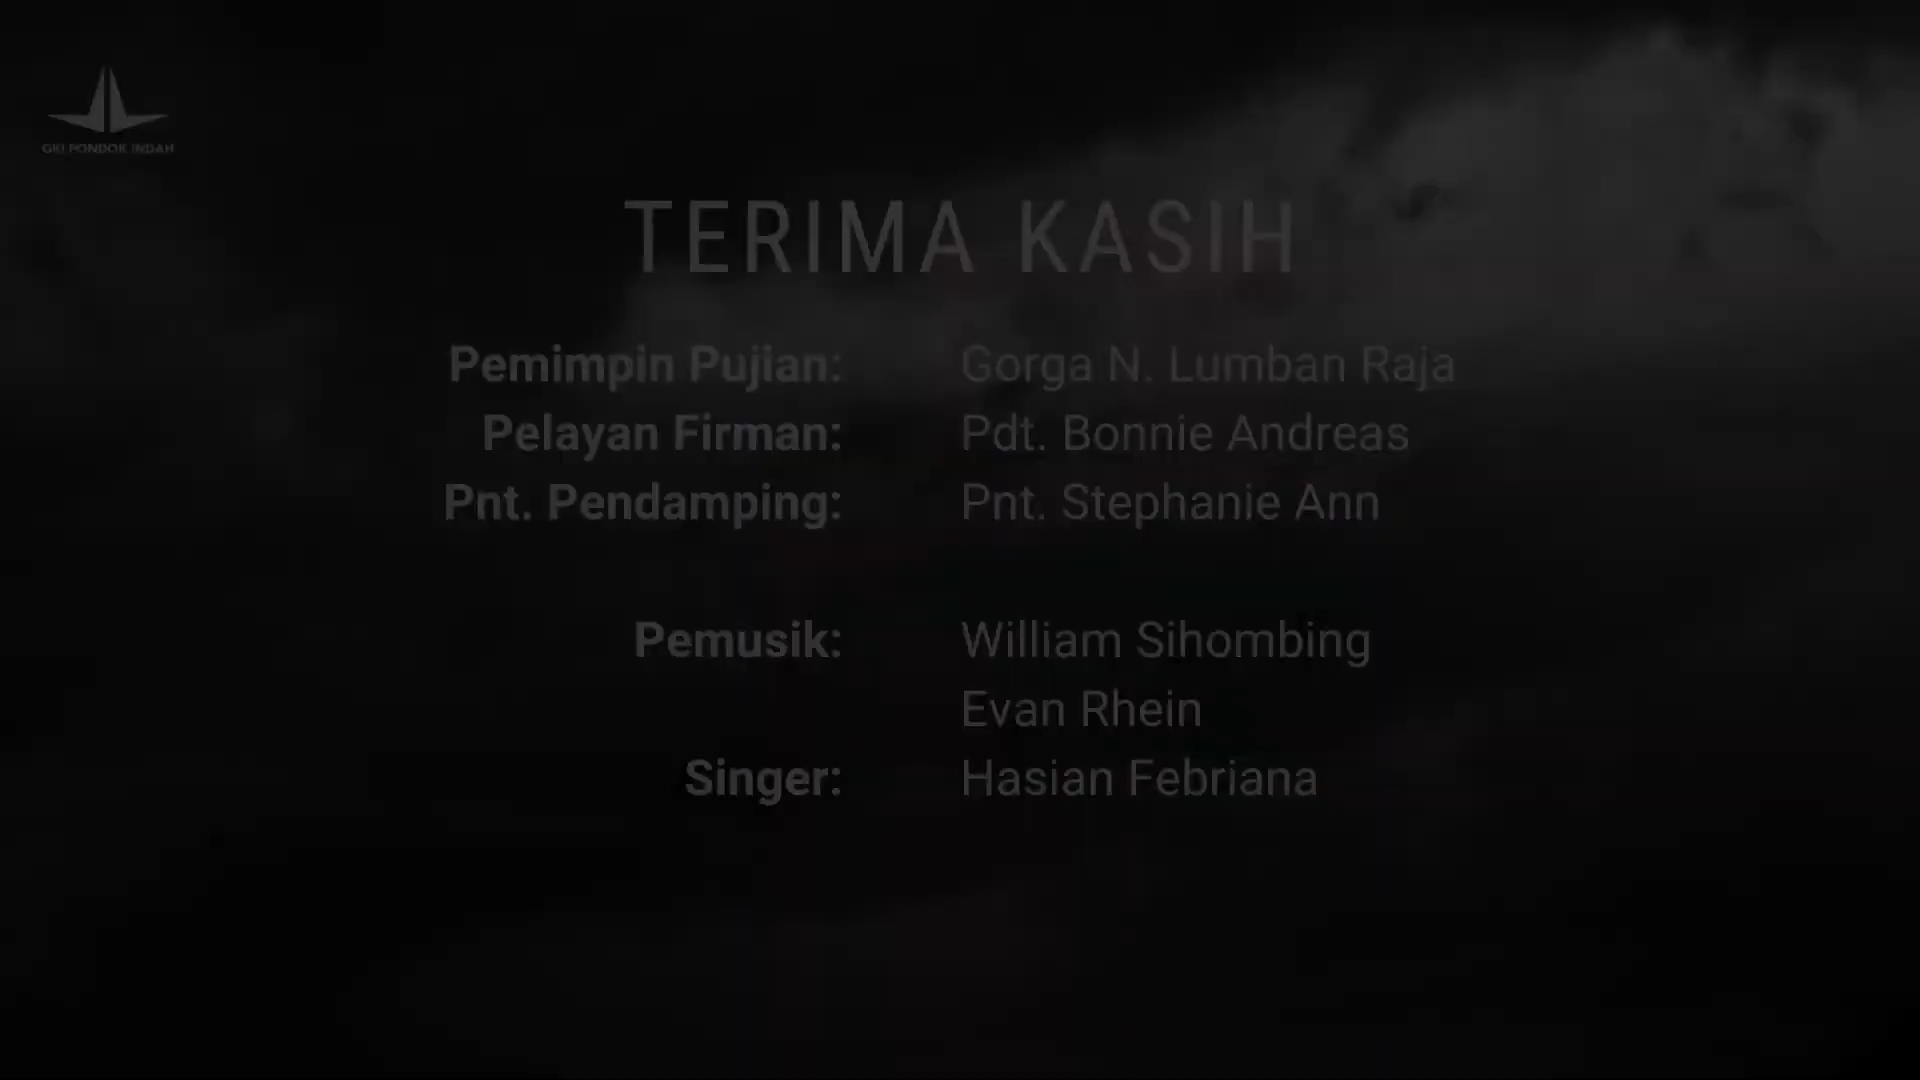 GKI PONDOK INDAH
TERIMA KASIH
Pemimpin Pujian: Gorga N. Lumban Raja
Pelayan Firman: Pdt. Bonnie Andreas
Pnt. Pendamping: Pnt. Stephanie Ann
Pemusik: William Sihombing
Evan Rhein
Singer: Hasian Febriana